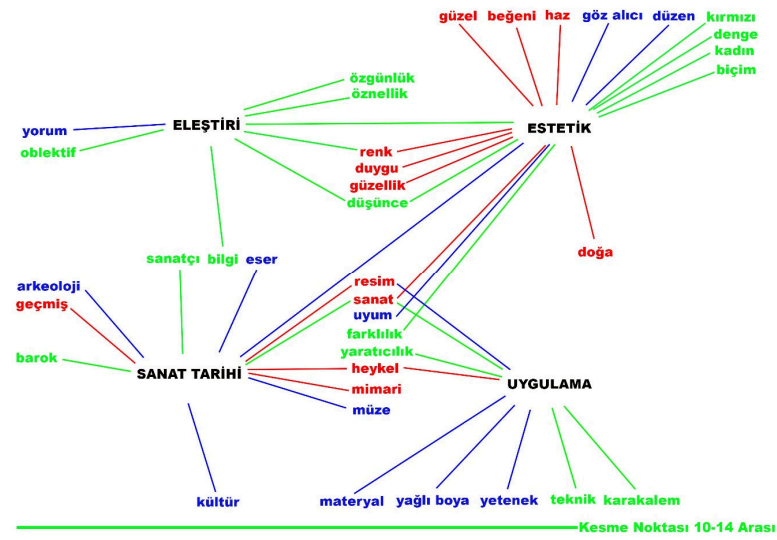 güzel beğeni haz göz alıcı düzen kırmızı
denge
kadın
biçim
özgünlük
öznellik
ELEŞTİRİ
ESTETİK
yorum
oblektif
renk
duygu
güzellik
düşünce
doğa
sanatçı bilgi eser
arkeoloji
geçmiş
resim
sanat
uyum
farklılık
yaratıcılık
barok
heykel
SANAT TARİHİ
UYGULAMA
mimari
müze
kültür
materyal yağlı boya yetenek teknik karakalem
Kesme Noktası 10-14 Arası